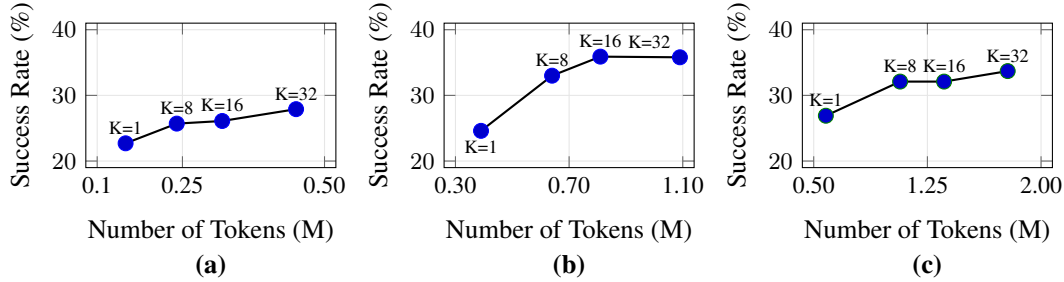 Success Rate (%)
40
30
20
K=1
K=8
K=16
K=32
0.1
0.25
0.50
Number of Tokens (M)
(a)
Success Rate (%)
40
30
20
K=1
K=8
K=16
K=32
0.30
0.70
1.10
Number of Tokens (M)
(b)
Success Rate (%)
40
30
20
K=1
K=8
K=16
K=32
0.50
1.25
2.00
Number of Tokens (M)
(c)